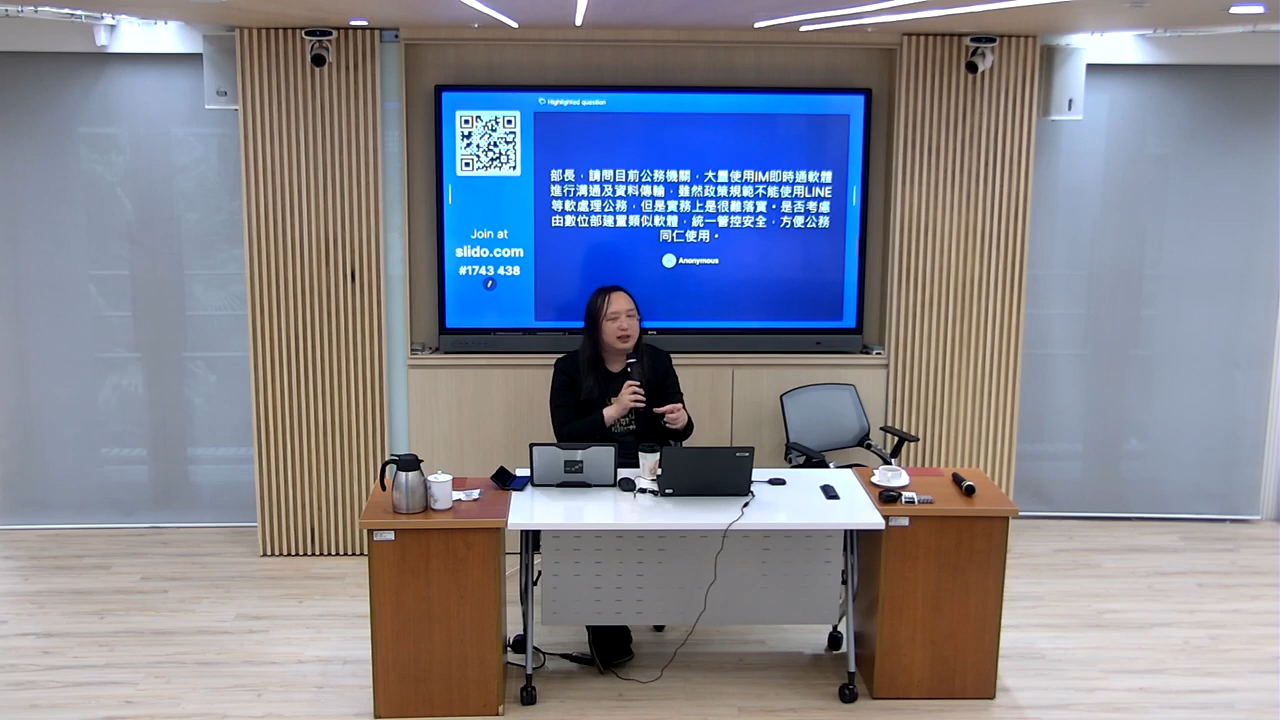 Highlighted question
部長，請問目前公務機關，大量使用IM即時通軟體
進行溝通及資料傳輸，雖然政策規範不能使用LINE
等軟處理公務，但是實務上是很難落實。是否考慮
由數位部建置類似軟體，統一管控安全，方便公務
同仁使用。
Anonymous
Join at
slido.com
#1743 438